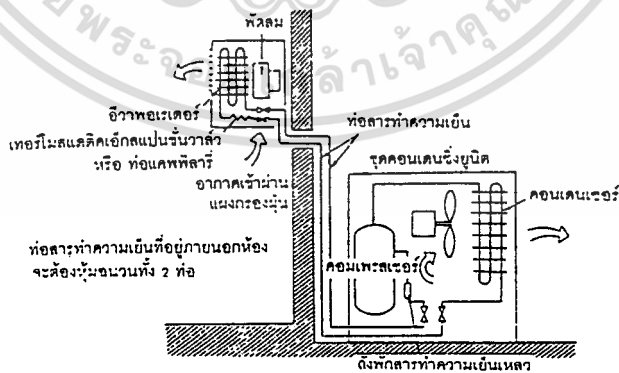 พัดลม
อีวาพอเรเตอร์
เทอร์โมสแตติคเอ็กสแปนชั่นวาล์ว
หรือ ท่อแคพพิลารี่
อากาศเข้าผ่าน
แผงกรองฝุ่น
ท่อสารทำความเย็น
ชุดคอนเดนซิ่งยูนิต
คอนเดนเซอร์
คอมเพรสเซอร์
ท่อสารทำความเย็นที่อยู่ภายนอกห้อง
จะต้องหุ้มฉนวนทั้ง 2 ท่อ
ถังพักสารทำความเย็นเหลว